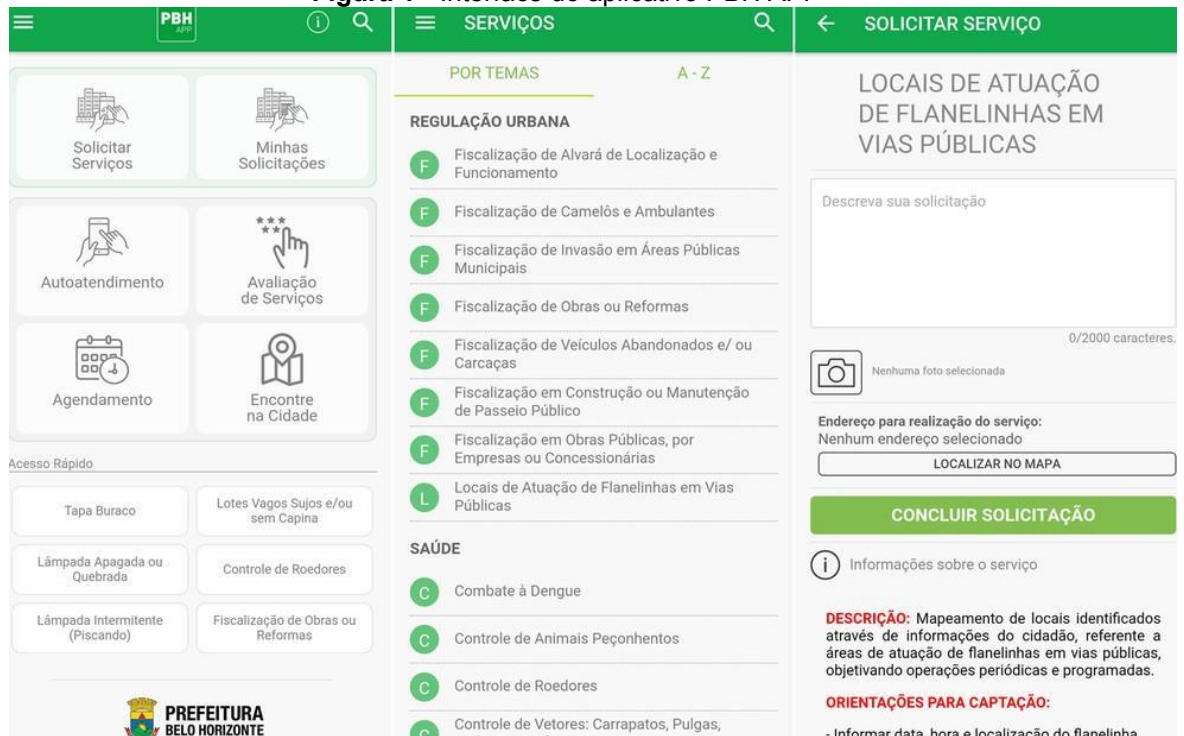 PBH
APP
Solicitar
Serviços
Minhas
Solicitações
Autoatendimento
Avaliação
de Serviços
Agendamento
Encontre
na Cidade
Acesso Rápido
Tapa Buraco
Lotes Vagos Sujos e/ou
sem Capina
Lâmpada Apagada ou
Quebrada
Controle de Roedores
Lâmpada Intermitente
(Piscando)
Fiscalização de Obras ou
Reformas
PREFEITURA
BELO HORIZONTE
SERVIÇOS
POR TEMAS
A - Z
REGULAÇÃO URBANA
F Fiscalização de Alvará de Localização e
Funcionamento
F Fiscalização de Camelôs e Ambulantes
F Fiscalização de Invasão em Áreas Públicas
Municipais
F Fiscalização de Obras ou Reformas
F Fiscalização de Veículos Abandonados e/ ou
Carcaças
F Fiscalização em Construção ou Manutenção
de Passeio Público
F Fiscalização em Obras Públicas, por
Empresas ou Concessionárias
L Locais de Atuação de Flanelinhas em Vias
Públicas
SAÚDE
C Combate à Dengue
C Controle de Animais Peçonhentos
C Controle de Roedores
C Controle de Vetores: Carrapatos, Pulgas,
SOLICITAR SERVIÇO
LOCAIS DE ATUAÇÃO
DE FLANELINHAS EM
VIAS PÚBLICAS
Descreva sua solicitação
0/2000 caracteres.
Nenhuma foto selecionada
Endereço para realização do serviço:
Nenhum endereço selecionado
LOCALIZAR NO MAPA
CONCLUIR SOLICITAÇÃO
i Informações sobre o serviço
DESCRIÇÃO: Mapeamento de locais identificados
através de informações do cidadão, referente a
áreas de atuação de flanelinhas em vias públicas,
objetivando operações periódicas e programadas.
ORIENTAÇÕES PARA CAPTAÇÃO:
- Informar data, hora e localização do flanelinha